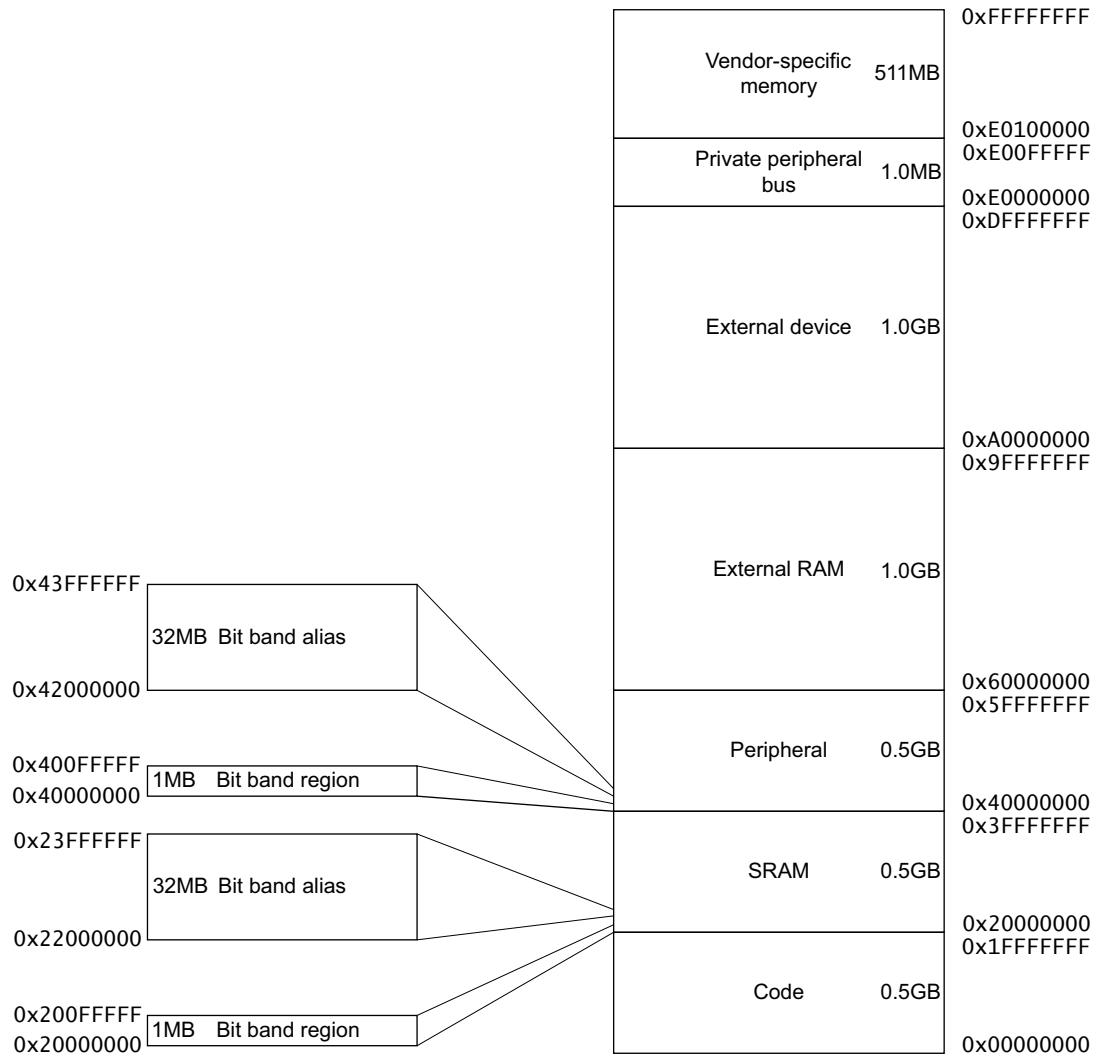 0xFFFFFFFF
Vendor-specific
memory
511MB
0xE0100000
0xE00FFFFF
Private peripheral
bus
1.0MB
0xE0000000
0xDFFFFFFF
External device
1.0GB
0xA0000000
0x9FFFFFFF
External RAM
1.0GB
0x60000000
0x5FFFFFFF
Peripheral
0.5GB
0x40000000
0x3FFFFFFF
SRAM
0.5GB
0x20000000
0x1FFFFFFF
Code
0.5GB
0x00000000
0x43FFFFFF
32MB Bit band alias
0x42000000
0x400FFFFF
1MB Bit band region
0x40000000
0x23FFFFFF
32MB Bit band alias
0x22000000
0x200FFFFF
1MB Bit band region
0x20000000